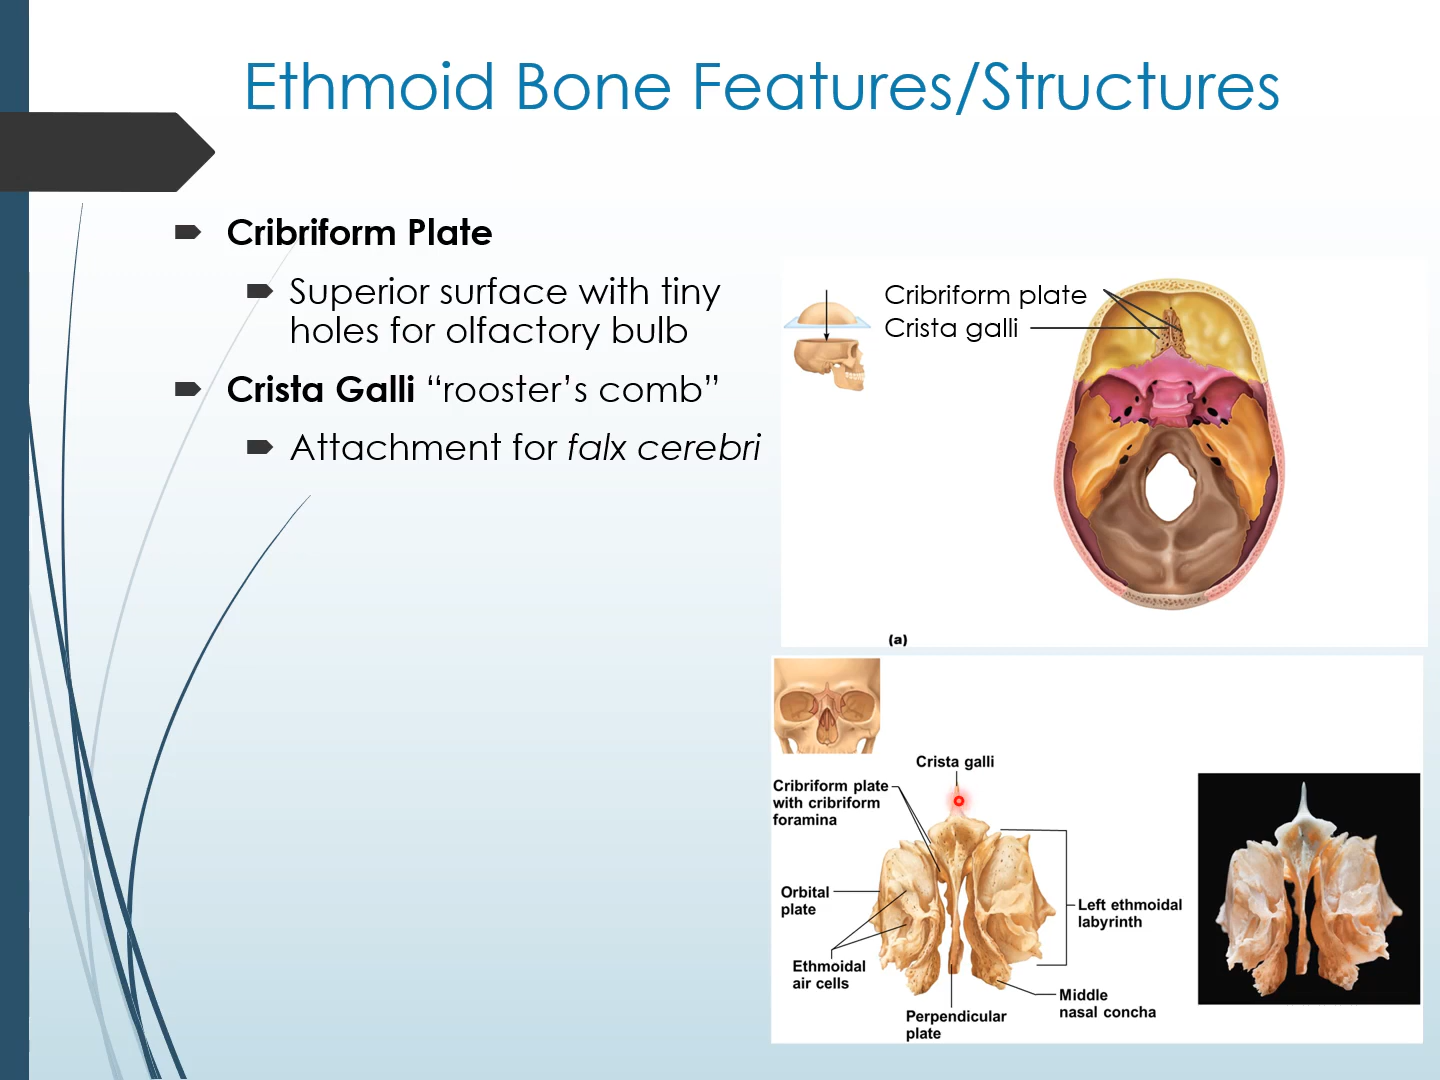 Ethmoid Bone Features/Structures
Cribriform Plate
Superior surface with tiny
holes for olfactory bulb
Crista Galli “rooster’s comb”
Attachment for falx cerebri
Cribriform plate
Crista galli
(a)
Crista galli
Cribriform plate
with cribriform
foramina
Orbital
plate
Left ethmoidal
labyrinth
Ethmoidal
air cells
Middle
nasal concha
Perpendicular
plate